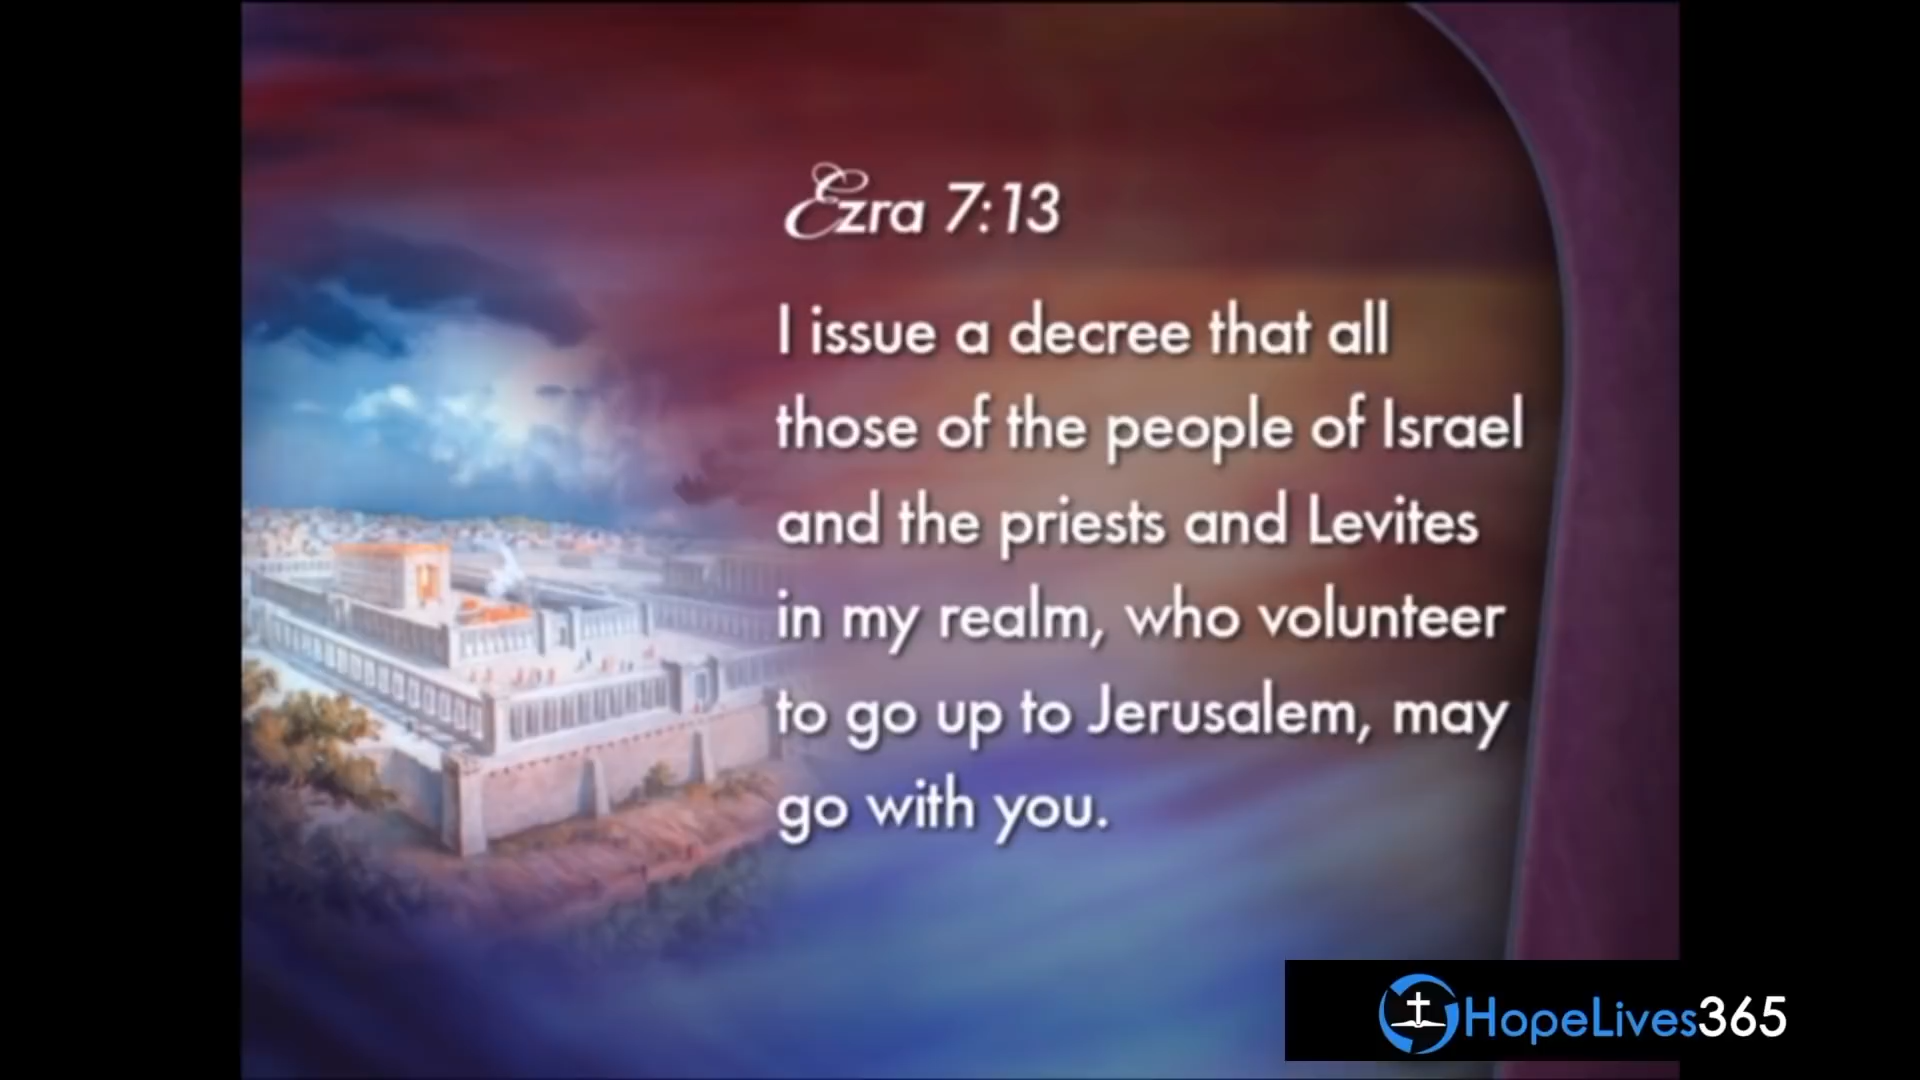 Ezra 7:13
I issue a decree that all
those of the people of Israel
and the priests and Levites
in my realm, who volunteer
to go up to Jerusalem, may
go with you.
HopeLives365